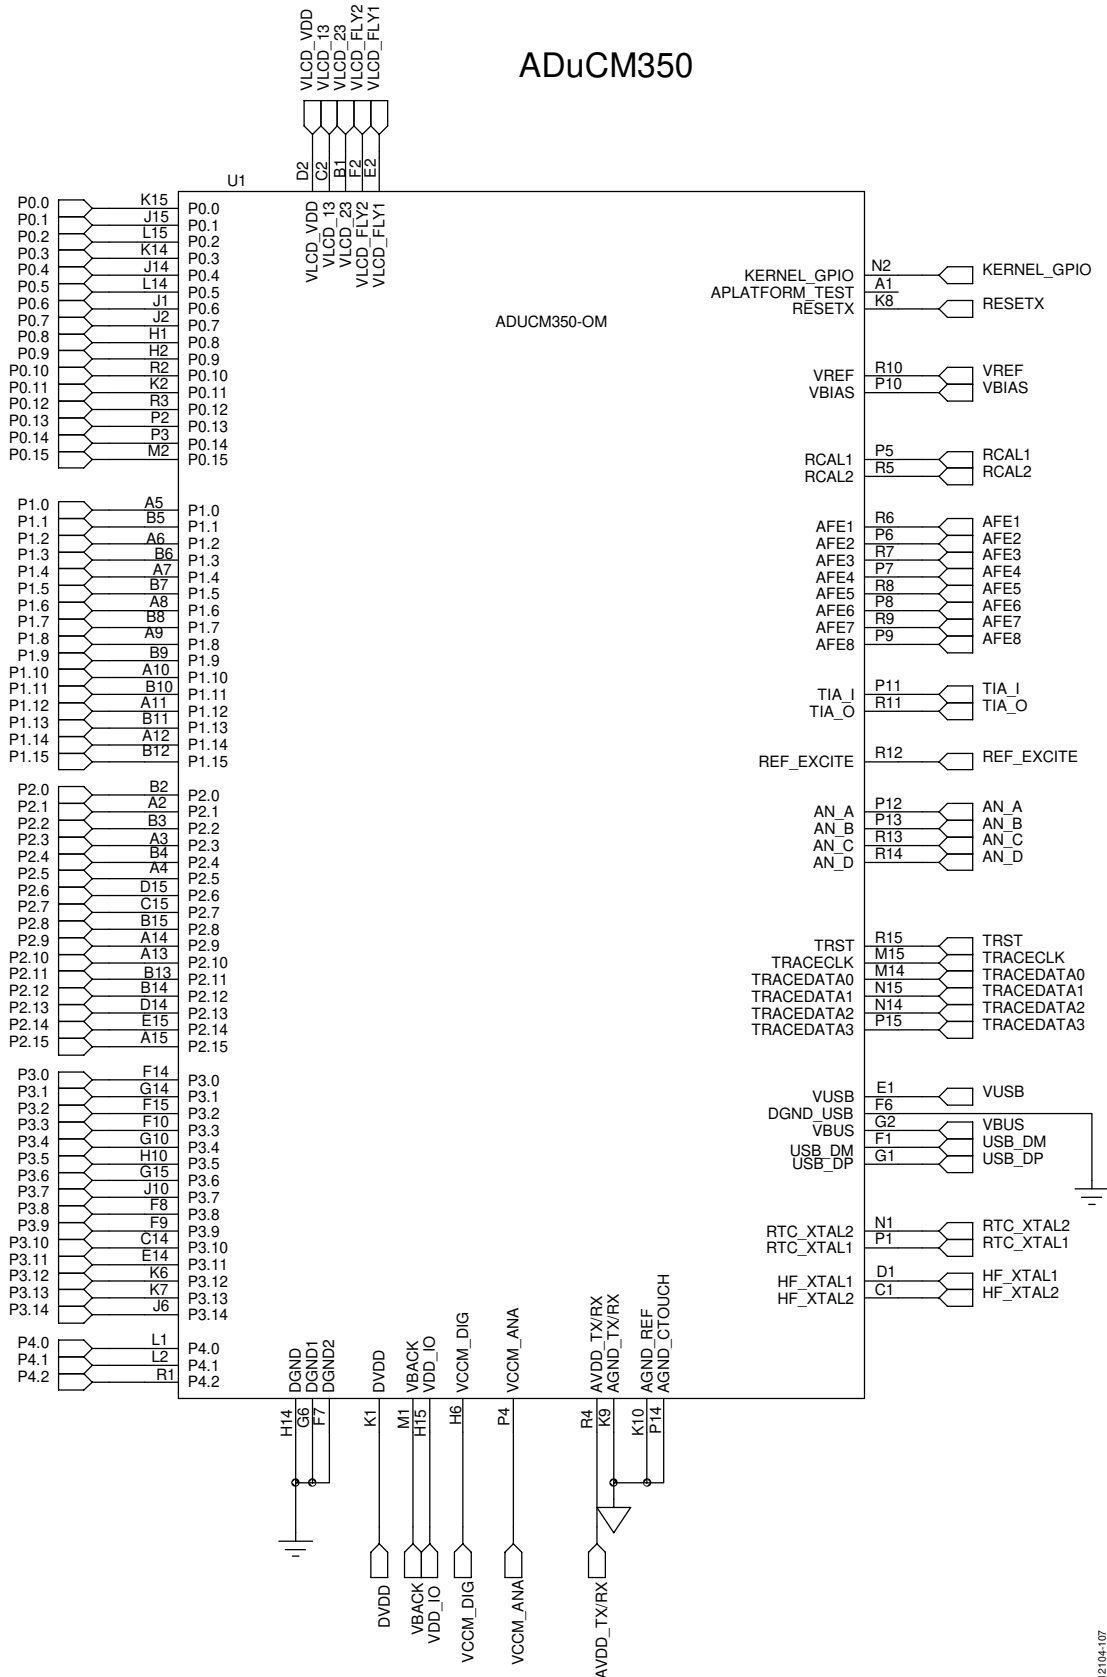 ADuCM350
VLCD_VDD
VLCD_13
VLCD_23
VLCD_FLY2
VLCD_FLY1
D2
C2
B1
F2
E2
U1
VLCD_VDD
VLCD_13
VLCD_23
VLCD_FLY2
VLCD_FLY1
ADUCM350-OM
P0.0 K15 P0.0
P0.1 J15 P0.1
P0.2 L15 P0.2
P0.3 K14 P0.3
P0.4 J14 P0.4
P0.5 L14 P0.5
P0.6 J1 P0.6
P0.7 J2 P0.7
P0.8 H1 P0.8
P0.9 H2 P0.9
P0.10 R2 P0.10
P0.11 K2 P0.11
P0.12 R3 P0.12
P0.13 P2 P0.13
P0.14 P3 P0.14
P0.15 M2 P0.15
P1.0 A5 P1.0
P1.1 B5 P1.1
P1.2 A6 P1.2
P1.3 B6 P1.3
P1.4 A7 P1.4
P1.5 B7 P1.5
P1.6 A8 P1.6
P1.7 B8 P1.7
P1.8 A9 P1.8
P1.9 B9 P1.9
P1.10 A10 P1.10
P1.11 B10 P1.11
P1.12 A11 P1.12
P1.13 B11 P1.13
P1.14 A12 P1.14
P1.15 B12 P1.15
P2.0 B2 P2.0
P2.1 A2 P2.1
P2.2 B3 P2.2
P2.3 A3 P2.3
P2.4 B4 P2.4
P2.5 A4 P2.5
P2.6 D15 P2.6
P2.7 C15 P2.7
P2.8 B15 P2.8
P2.9 A14 P2.9
P2.10 A13 P2.10
P2.11 B13 P2.11
P2.12 B14 P2.12
P2.13 D14 P2.13
P2.14 E15 P2.14
P2.15 A15 P2.15
P3.0 F14 P3.0
P3.1 G14 P3.1
P3.2 F15 P3.2
P3.3 F10 P3.3
P3.4 G10 P3.4
P3.5 H10 P3.5
P3.6 G15 P3.6
P3.7 J10 P3.7
P3.8 F8 P3.8
P3.9 F9 P3.9
P3.10 C14 P3.10
P3.11 E14 P3.11
P3.12 K6 P3.12
P3.13 K7 P3.13
P3.14 J6 P3.14
P4.0 L1 P4.0
P4.1 L2 P4.1
P4.2 R1 P4.2
KERNEL_GPIO N2 KERNEL_GPIO
APLATFORM_TEST A1
RESETX K8 RESETX
VREF R10 VREF
VBIAS P10 VBIAS
RCAL1 P5 RCAL1
RCAL2 R5 RCAL2
AFE1 R6 AFE1
AFE2 P6 AFE2
AFE3 R7 AFE3
AFE4 P7 AFE4
AFE5 R8 AFE5
AFE6 P8 AFE6
AFE7 R9 AFE7
AFE8 P9 AFE8
TIA_I P11 TIA_I
TIA_O R11 TIA_O
REF_EXCITE R12 REF_EXCITE
AN_A P12 AN_A
AN_B P13 AN_B
AN_C R13 AN_C
AN_D R14 AN_D
TRST R15 TRST
TRACECLK M15 TRACECLK
TRACEDATA0 M14 TRACEDATA0
TRACEDATA1 N15 TRACEDATA1
TRACEDATA2 N14 TRACEDATA2
TRACEDATA3 P15 TRACEDATA3
VUSB E1 VUSB
DGND_USB F6
VBUS G2 VBUS
USB_DM F1 USB_DM
USB_DP G1 USB_DP
RTC_XTAL2 N1 RTC_XTAL2
RTC_XTAL1 P1 RTC_XTAL1
HF_XTAL1 D1 HF_XTAL1
HF_XTAL2 C1 HF_XTAL2
DGND
DGND1
DGND2
DVDD
VBACK
VDD_IO
VCCM_DIG
VCCM_ANA
AVDD_TX/RX
AGND_TX/RX
AGND_REF
AGND_CTOUCH
H14
G6
F7
K1
M1
H15
H6
P4
R4
K9
K10
P14
DVDD
VBACK
VDD_IO
VCCM_DIG
VCCM_ANA
AVDD_TX/RX
12104-107